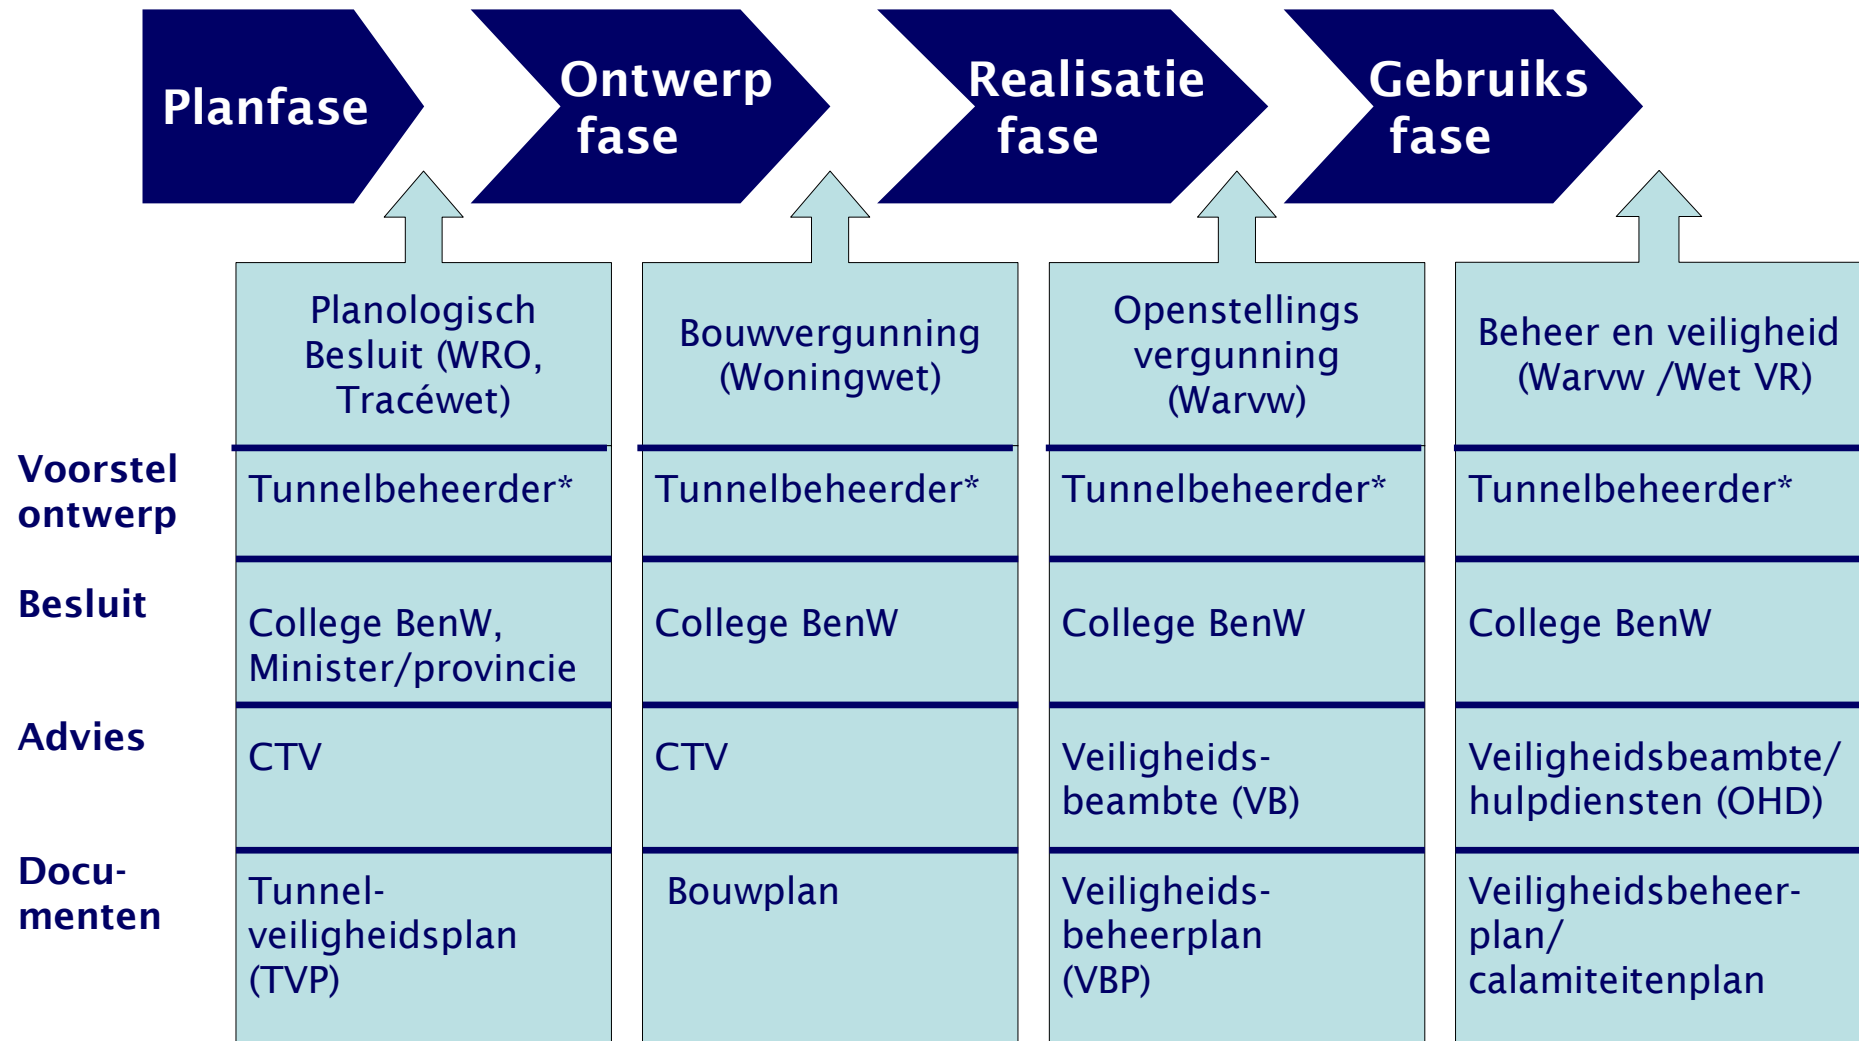 Planfase
Ontwerp
fase
Realisatie
fase
Gebruiks
fase
Planologisch
Besluit (WRO,
Tracéwet)
Bouwvergunning
(Woningwet)
Openstellings
vergunning
(Warvw)
Beheer en veiligheid
(Warvw /Wet VR)
Voorstel
ontwerp
Tunnelbeheerder*
Tunnelbeheerder*
Tunnelbeheerder*
Tunnelbeheerder*
Besluit
College BenW,
Minister/provincie
College BenW
College BenW
College BenW
Advies
CTV
CTV
Veiligheids-
beambte (VB)
Veiligheidsbeambte/
hulpdiensten (OHD)
Docu-
menten
Tunnel-
veiligheidsplan
(TVP)
Bouwplan
Veiligheids-
beheerplan
(VBP)
Veiligheidsbeheer-
plan/
calamiteitenplan